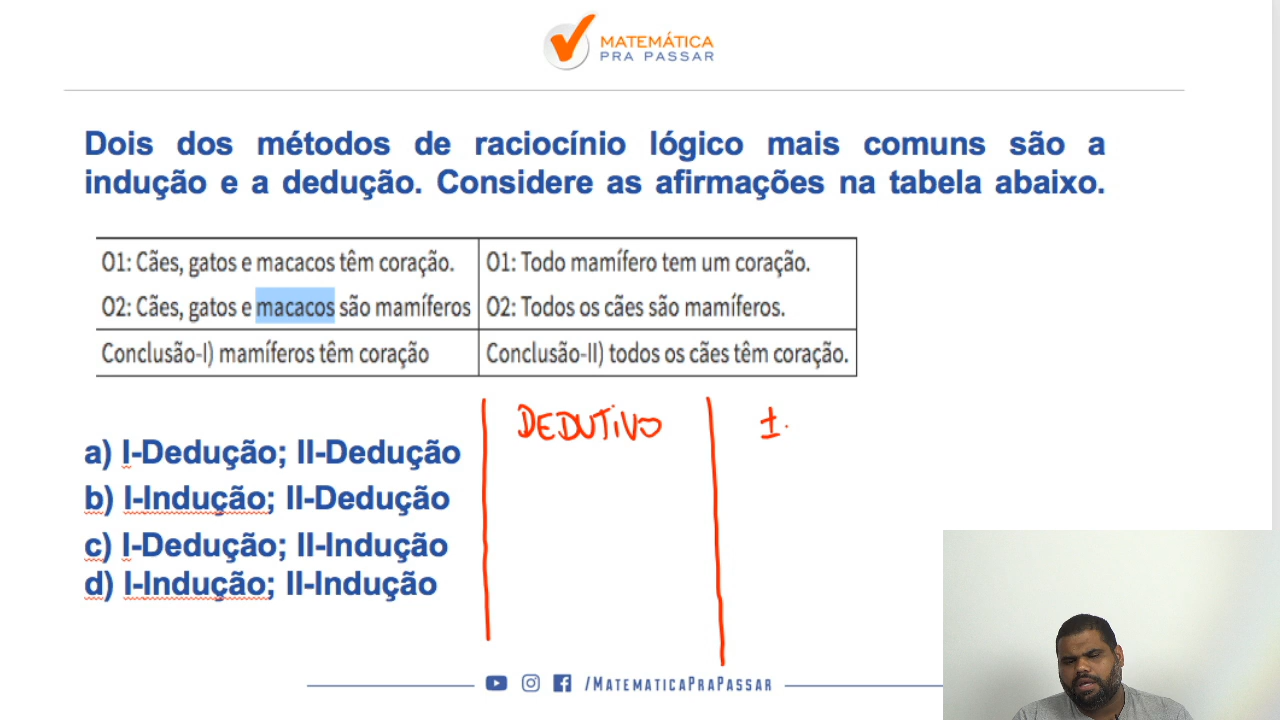 MATEMÁTICA
PRA PASSAR
Dois dos métodos de raciocínio lógico mais comuns são a
indução e a dedução. Considere as afirmações na tabela abaixo.
O1: Cães, gatos e macacos têm coração.
O2: Cães, gatos e macacos são mamíferos
Conclusão-I) mamíferos têm coração
O1: Todo mamífero tem um coração.
O2: Todos os cães são mamíferos.
Conclusão-II) todos os cães têm coração.
a) I-Dedução; II-Dedução
b) I-Indução; II-Dedução
c) I-Dedução; II-Indução
d) I-Indução; II-Indução
DEDUTIVO
/MATEMATICAPRAPASSAR